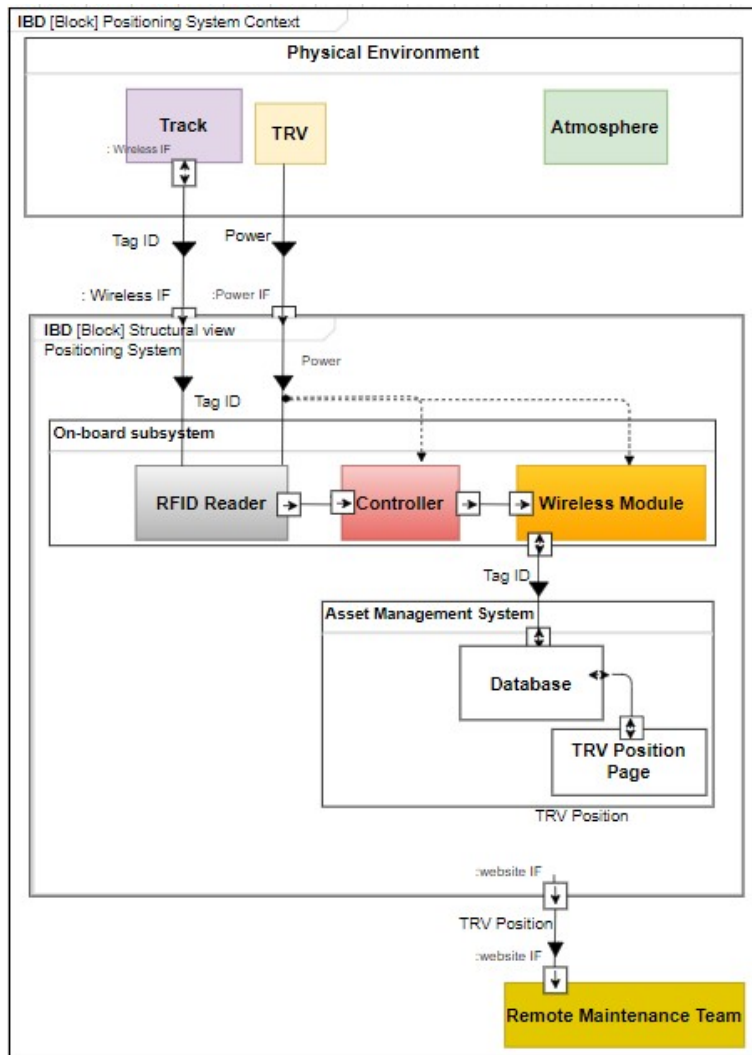 IBD [Block] Positioning System Context
Physical Environment
Track
TRV
Atmosphere
: Wireless IF
Tag ID
Power
: Wireless IF
:Power IF
IBD [Block] Structural view
Positioning System
Power
Tag ID
On-board subsystem
RFID Reader
Controller
Wireless Module
Tag ID
Asset Management System
Database
TRV Position
Page
TRV Position
:website IF
TRV Position
:website IF
Remote Maintenance Team